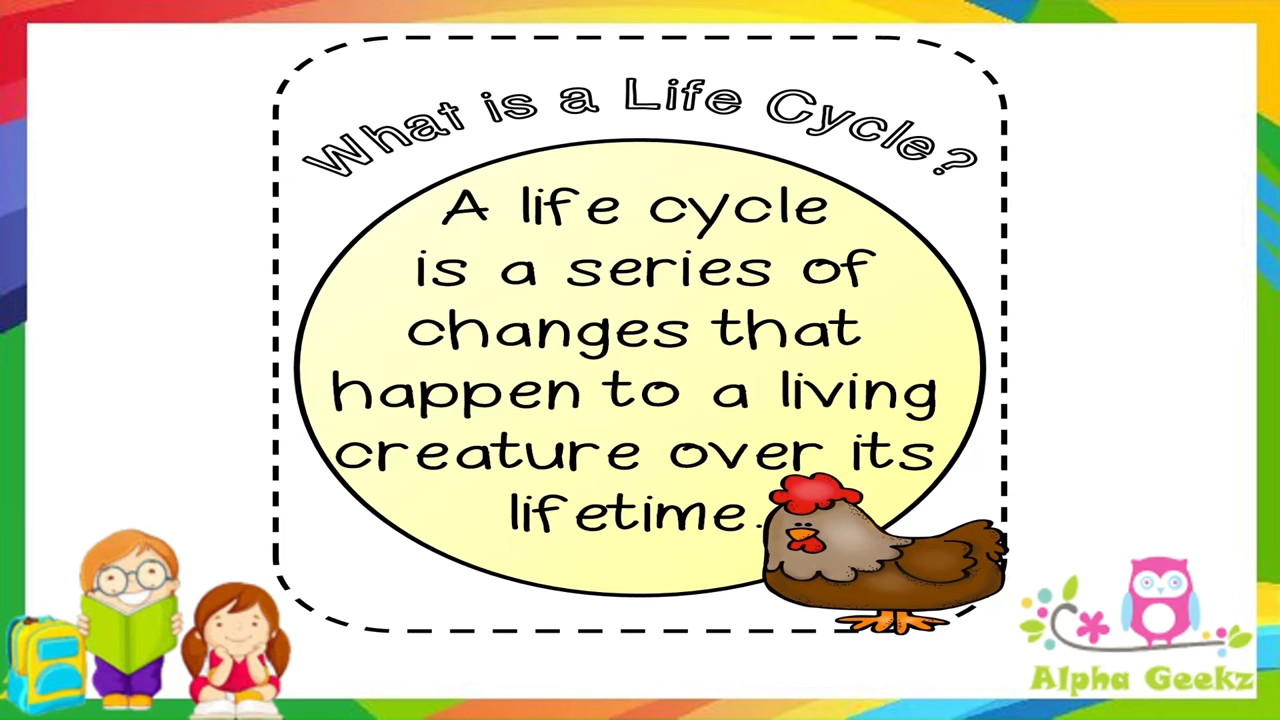 What is a Life Cycle?
A life cycle
is a series of
changes that
happen to a living
creature over its
lifetime.
Alpha Geekz